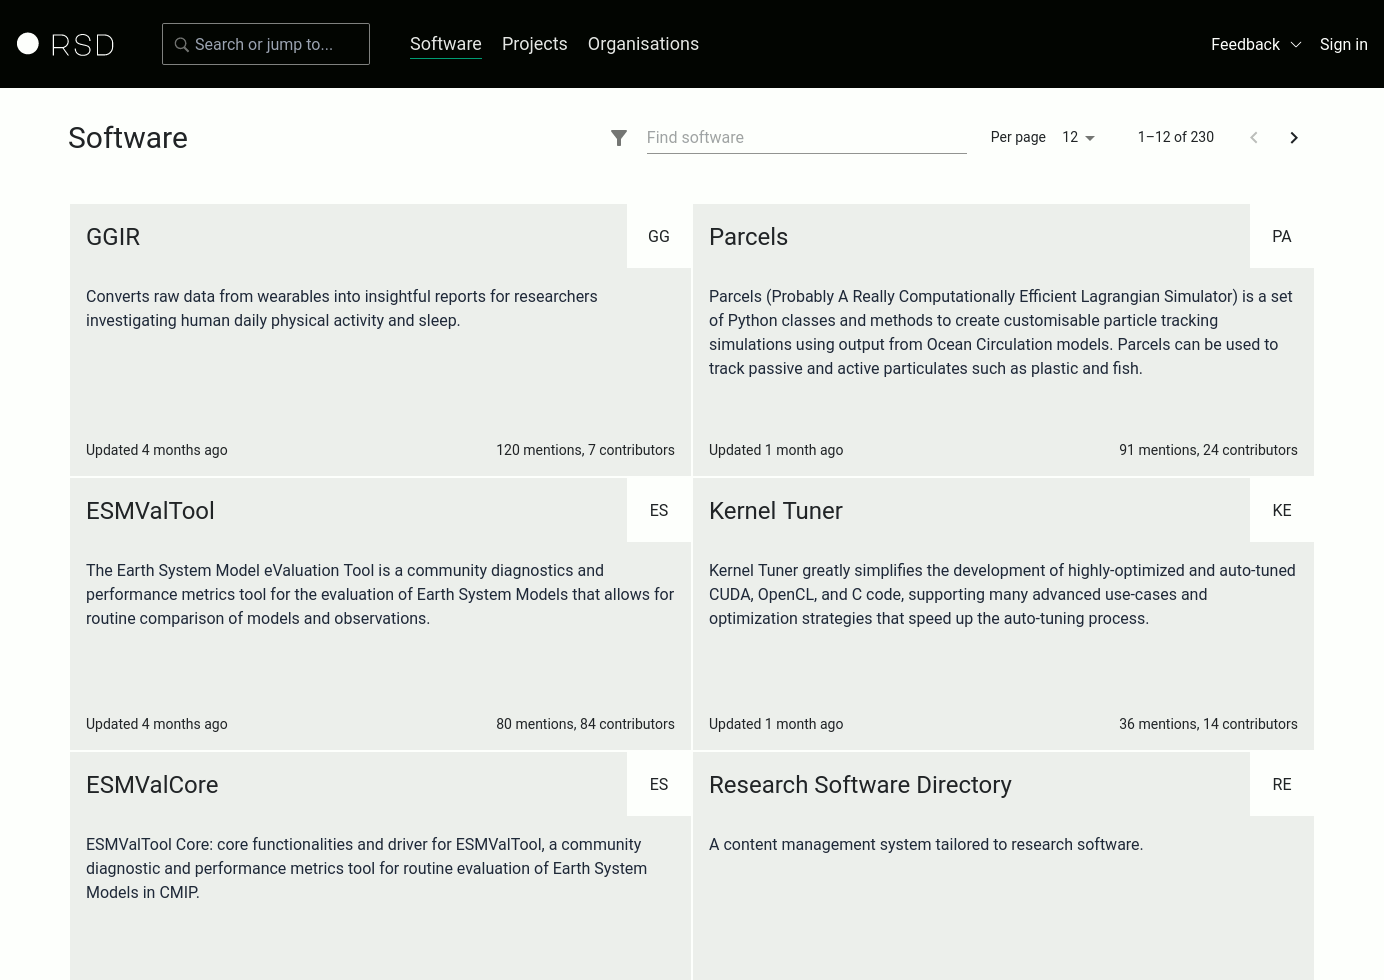 RSD
Search or jump to...
Software
Projects
Organisations
Feedback
Sign in
Software
Find software
Per page
12
1–12 of 230
GGIR
GG
Converts raw data from wearables into insightful reports for researchers
investigating human daily physical activity and sleep.
Updated 4 months ago
120 mentions, 7 contributors
Parcels
PA
Parcels (Probably A Really Computationally Efficient Lagrangian Simulator) is a set
of Python classes and methods to create customisable particle tracking
simulations using output from Ocean Circulation models. Parcels can be used to
track passive and active particulates such as plastic and fish.
Updated 1 month ago
91 mentions, 24 contributors
ESMValTool
ES
The Earth System Model eValuation Tool is a community diagnostics and
performance metrics tool for the evaluation of Earth System Models that allows for
routine comparison of models and observations.
Updated 4 months ago
80 mentions, 84 contributors
Kernel Tuner
KE
Kernel Tuner greatly simplifies the development of highly-optimized and auto-tuned
CUDA, OpenCL, and C code, supporting many advanced use-cases and
optimization strategies that speed up the auto-tuning process.
Updated 1 month ago
36 mentions, 14 contributors
ESMValCore
ES
ESMValTool Core: core functionalities and driver for ESMValTool, a community
diagnostic and performance metrics tool for routine evaluation of Earth System
Models in CMIP.
Research Software Directory
RE
A content management system tailored to research software.